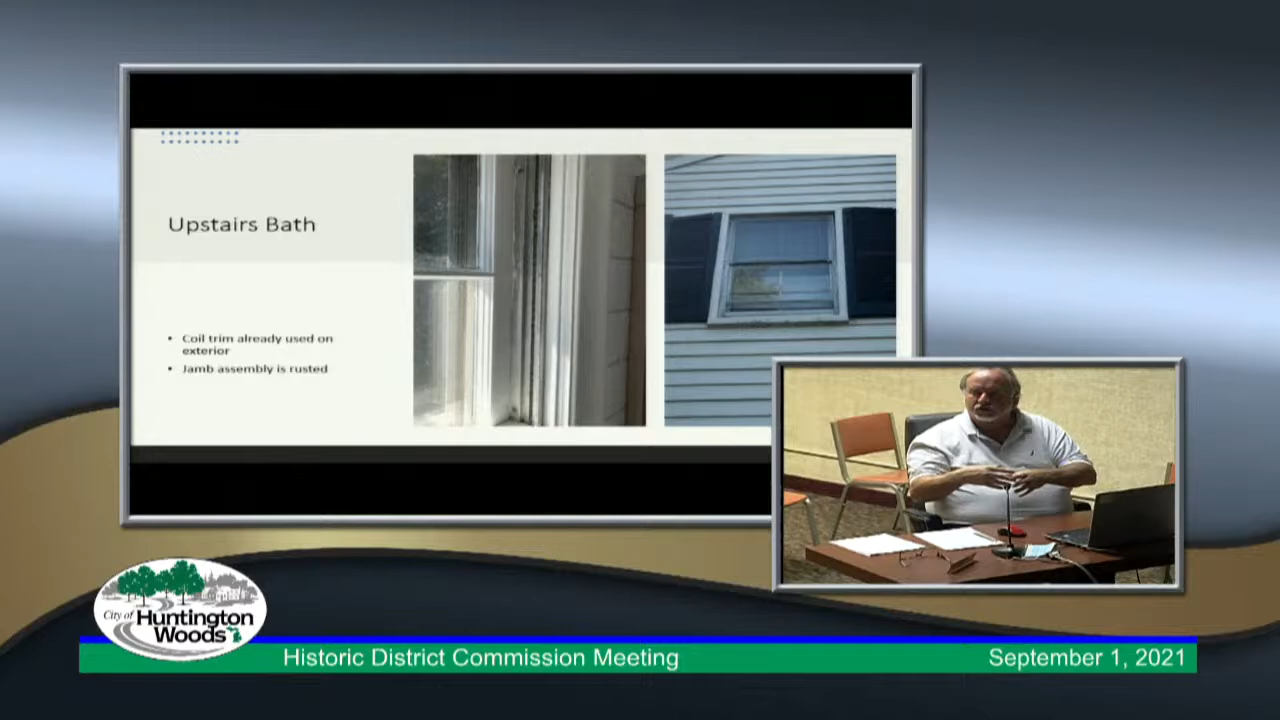 Upstairs Bath
• Coil trim already used on
exterior
• Jamb assembly is rusted
City of
Huntington
Woods
Historic District Commission Meeting
September 1, 2021